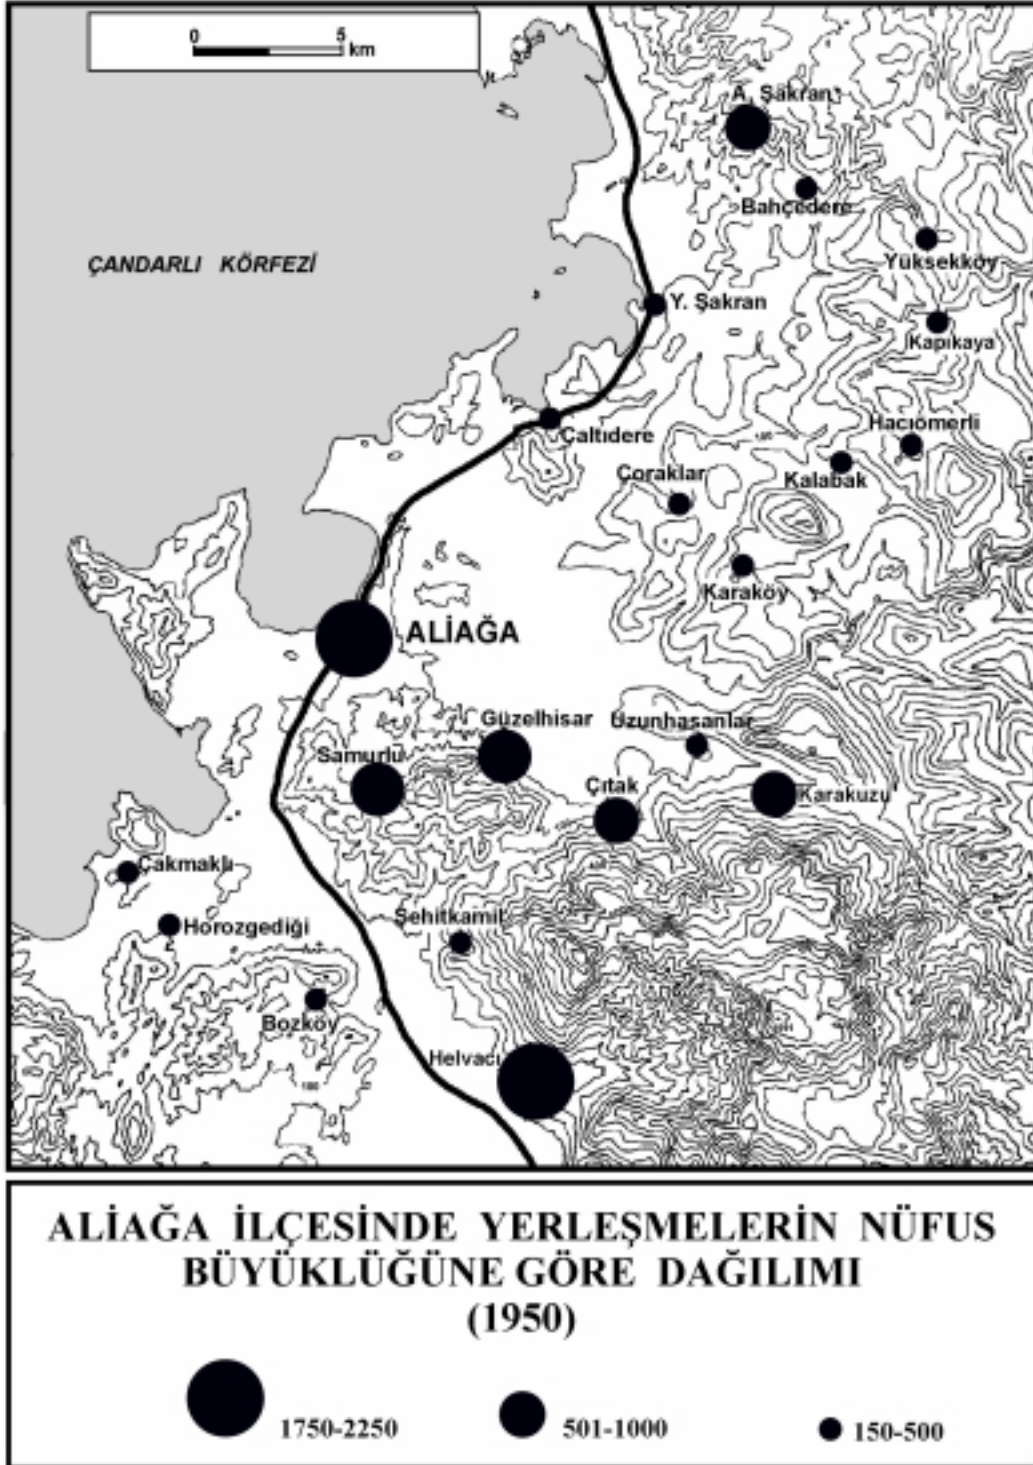 0 5
km
A. Şakran
Bahçedere
ÇANDARLI KÖRFEZİ
Yüksekköy
Y. Şakran
Kapıkaya
Hacıömerli
Çaltıdere
Çoraklar
Kalabak
Karaköy
ALİAĞA
Güzelhisar
Uzunhasanlar
Samurlu
Çıtak
Karakuzu
Çakmaklı
Şehitkamil
Horozgediği
Bozköy
Helvacı
100
ALİAĞA İLÇESİNDE YERLEŞMELERİN NÜFUS
BÜYÜKLÜĞÜNE GÖRE DAĞILIMI
(1950)
1750-2250 501-1000 150-500